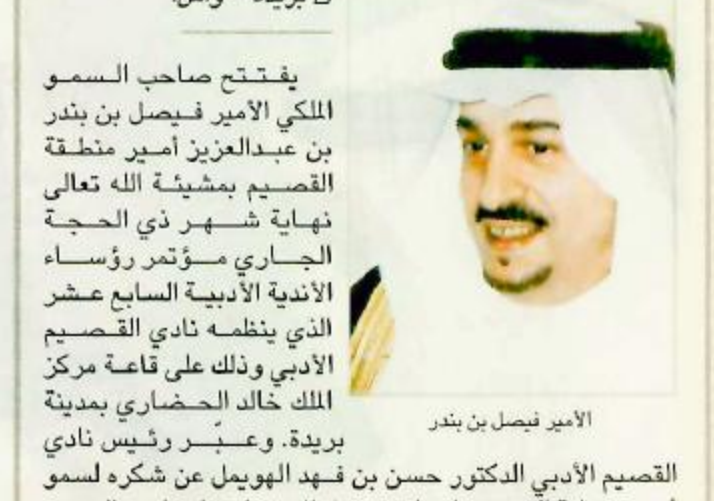 يفتتح صاحب السمو
الملكي الأمير فيصل بن بندر
بن عبدالعزيز أمير منطقة
القصيم بمشيئة الله تعالى
نهاية شهر ذي الحجة
الجاري مؤتمر رؤساء
الأندية الأدبية السابع عشر
الذي ينظمه نادي القصيم
الأدبي وذلك على قاعة مركز
الملك خالد الحضاري بمدينة
بريدة. وعبّر رئيس نادي
الأمير فيصل بن بندر
القصيم الأدبي الدكتور حسن بن فهد الهويمل عن شكره لسمو